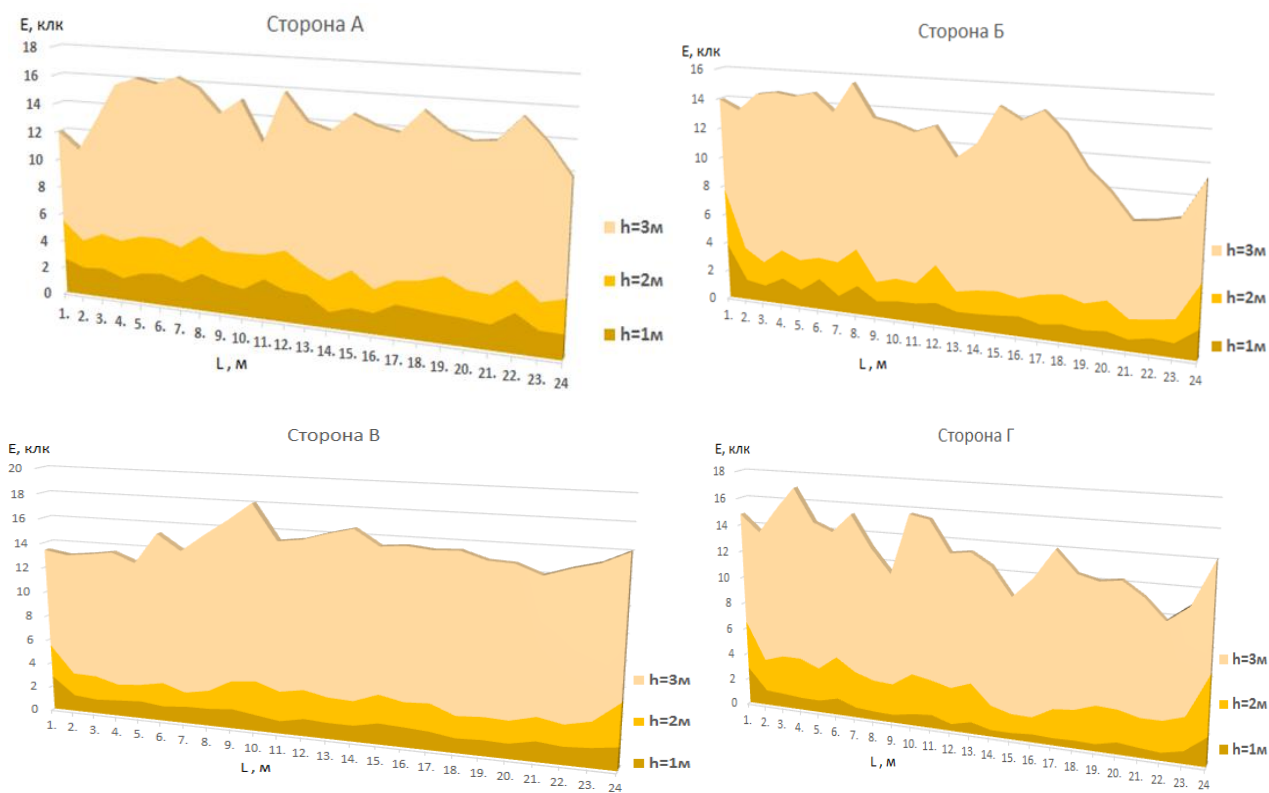 Сторона А
Е, клк
18
16
14
12
10
8
6
4
2
0
1. 2. 3. 4. 5. 6. 7. 8. 9. 10. 11. 12. 13. 14. 15. 16. 17. 18. 19. 20. 21. 22. 23. 24
L , м
h=3м
h=2м
h=1м
Сторона Б
Е, клк
16
14
12
10
8
6
4
2
0
1. 2. 3. 4. 5. 6. 7. 8. 9. 10. 11. 12. 13. 14. 15. 16. 17. 18. 19. 20. 21. 22. 23. 24
L , м
h=3м
h=2м
h=1м
Сторона В
Е, клк
20
18
16
14
12
10
8
6
4
2
0
1. 2. 3. 4. 5. 6. 7. 8. 9. 10. 11. 12. 13. 14. 15. 16. 17. 18. 19. 20. 21. 22. 23. 24
L , м
h=3м
h=2м
h=1м
Сторона Г
Е, клк
18
16
14
12
10
8
6
4
2
0
1. 2. 3. 4. 5. 6. 7. 8. 9. 10. 11. 12. 13. 14. 15. 16. 17. 18. 19. 20. 21. 22. 23. 24
L , м
h=3м
h=2м
h=1м